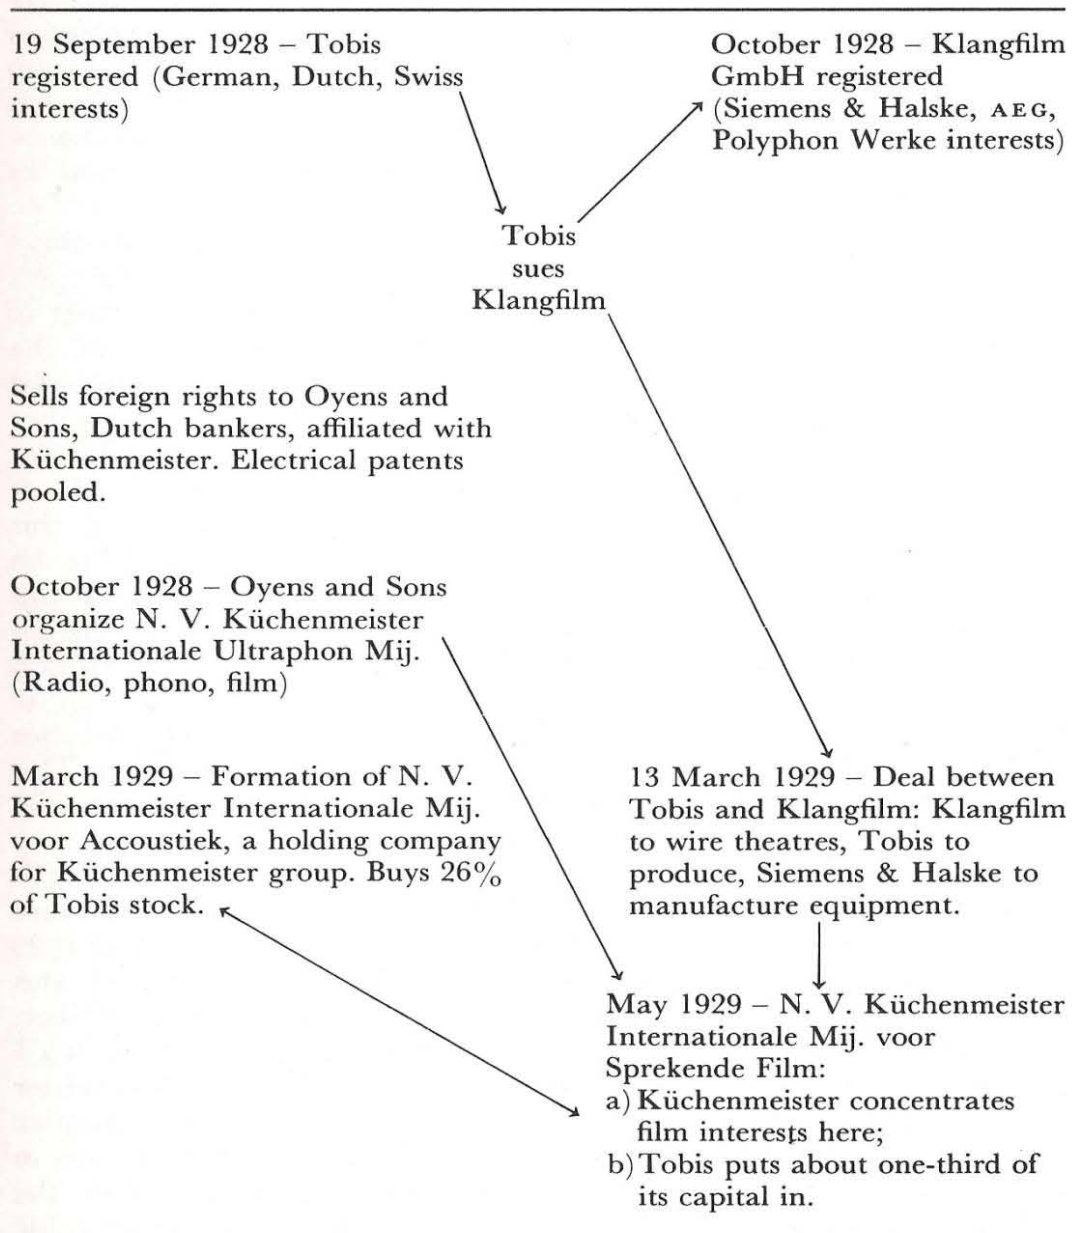 19 September 1928 – Tobis
registered (German, Dutch, Swiss
interests)
October 1928 – Klangfilm
GmbH registered
(Siemens & Halske, AEG,
Polyphon Werke interests)
Tobis
sues
Klangfilm
Sells foreign rights to Oyens and
Sons, Dutch bankers, affiliated with
Küchenmeister. Electrical patents
pooled.
October 1928 – Oyens and Sons
organize N. V. Küchenmeister
Internationale Ultraphon Mij.
(Radio, phono, film)
March 1929 – Formation of N. V.
Küchenmeister Internationale Mij.
voor Accoustiek, a holding company
for Küchenmeister group. Buys 26%
of Tobis stock.
13 March 1929 – Deal between
Tobis and Klangfilm: Klangfilm
to wire theatres, Tobis to
produce, Siemens & Halske to
manufacture equipment.
May 1929 – N. V. Küchenmeister
Internationale Mij. voor
Sprekende Film:
a) Küchenmeister concentrates
film interests here;
b) Tobis puts about one-third of
its capital in.